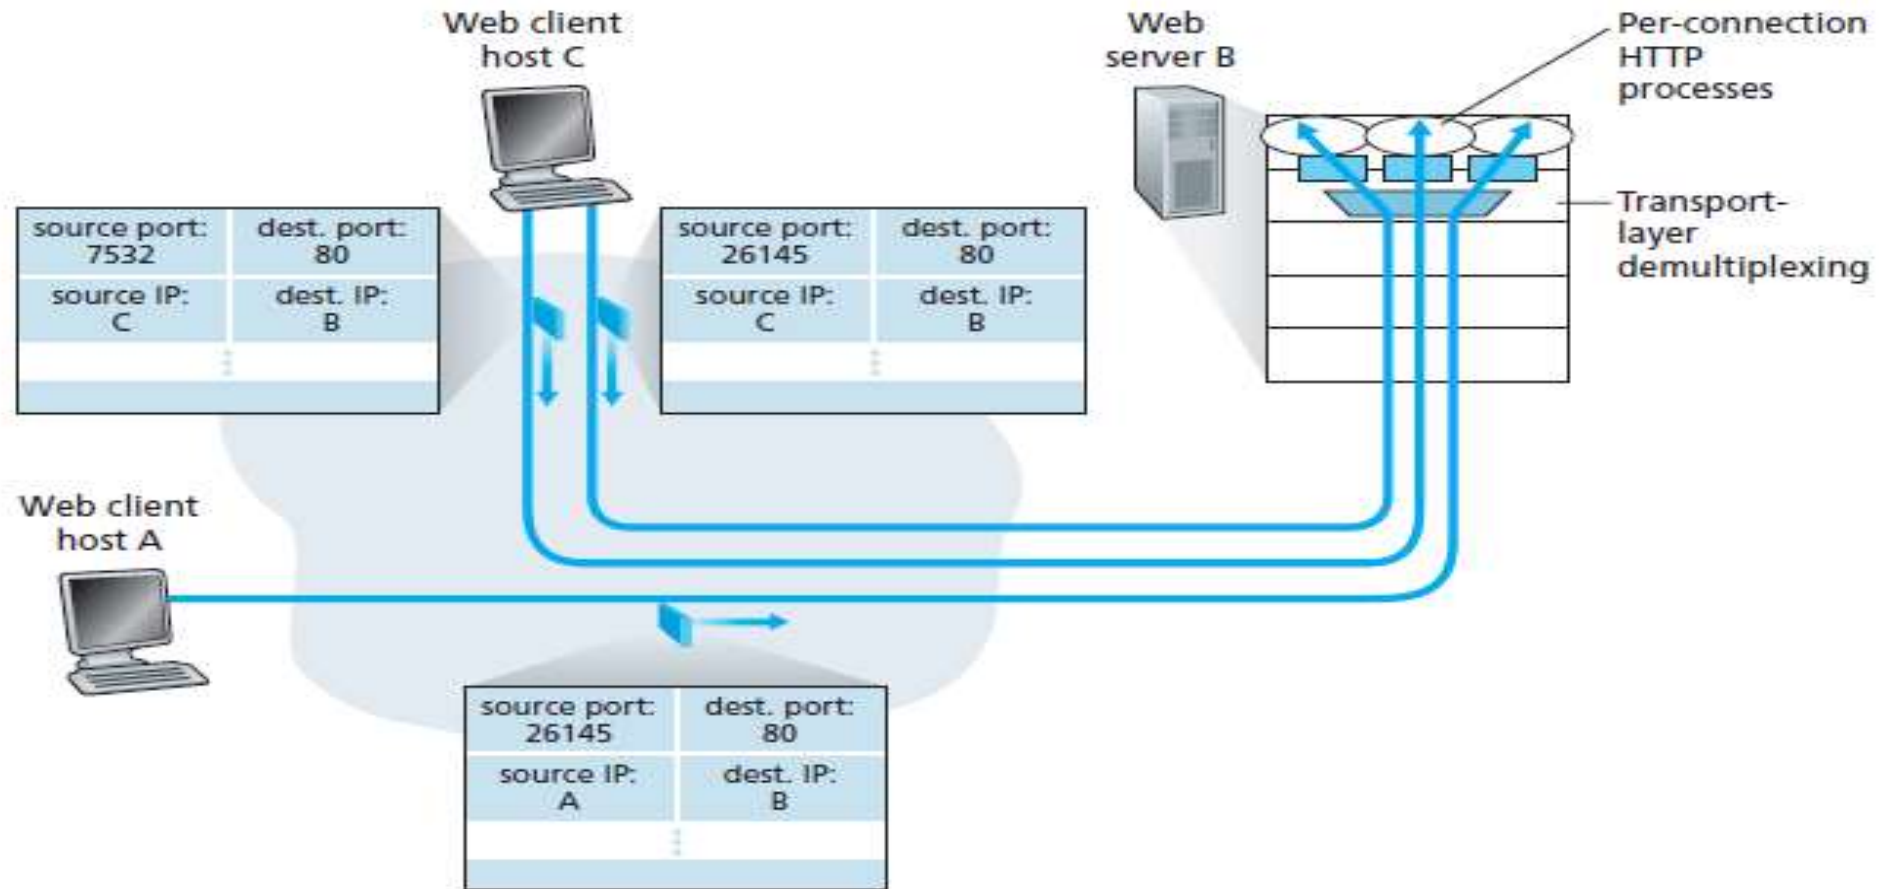 Web client
host C
Web
server B
Per-connection
HTTP
processes
Transport-
layer
demultiplexing
source port:
7532
dest. port:
80
source IP:
C
dest. IP:
B
source port:
26145
dest. port:
80
source IP:
C
dest. IP:
B
Web client
host A
source port:
26145
dest. port:
80
source IP:
A
dest. IP:
B